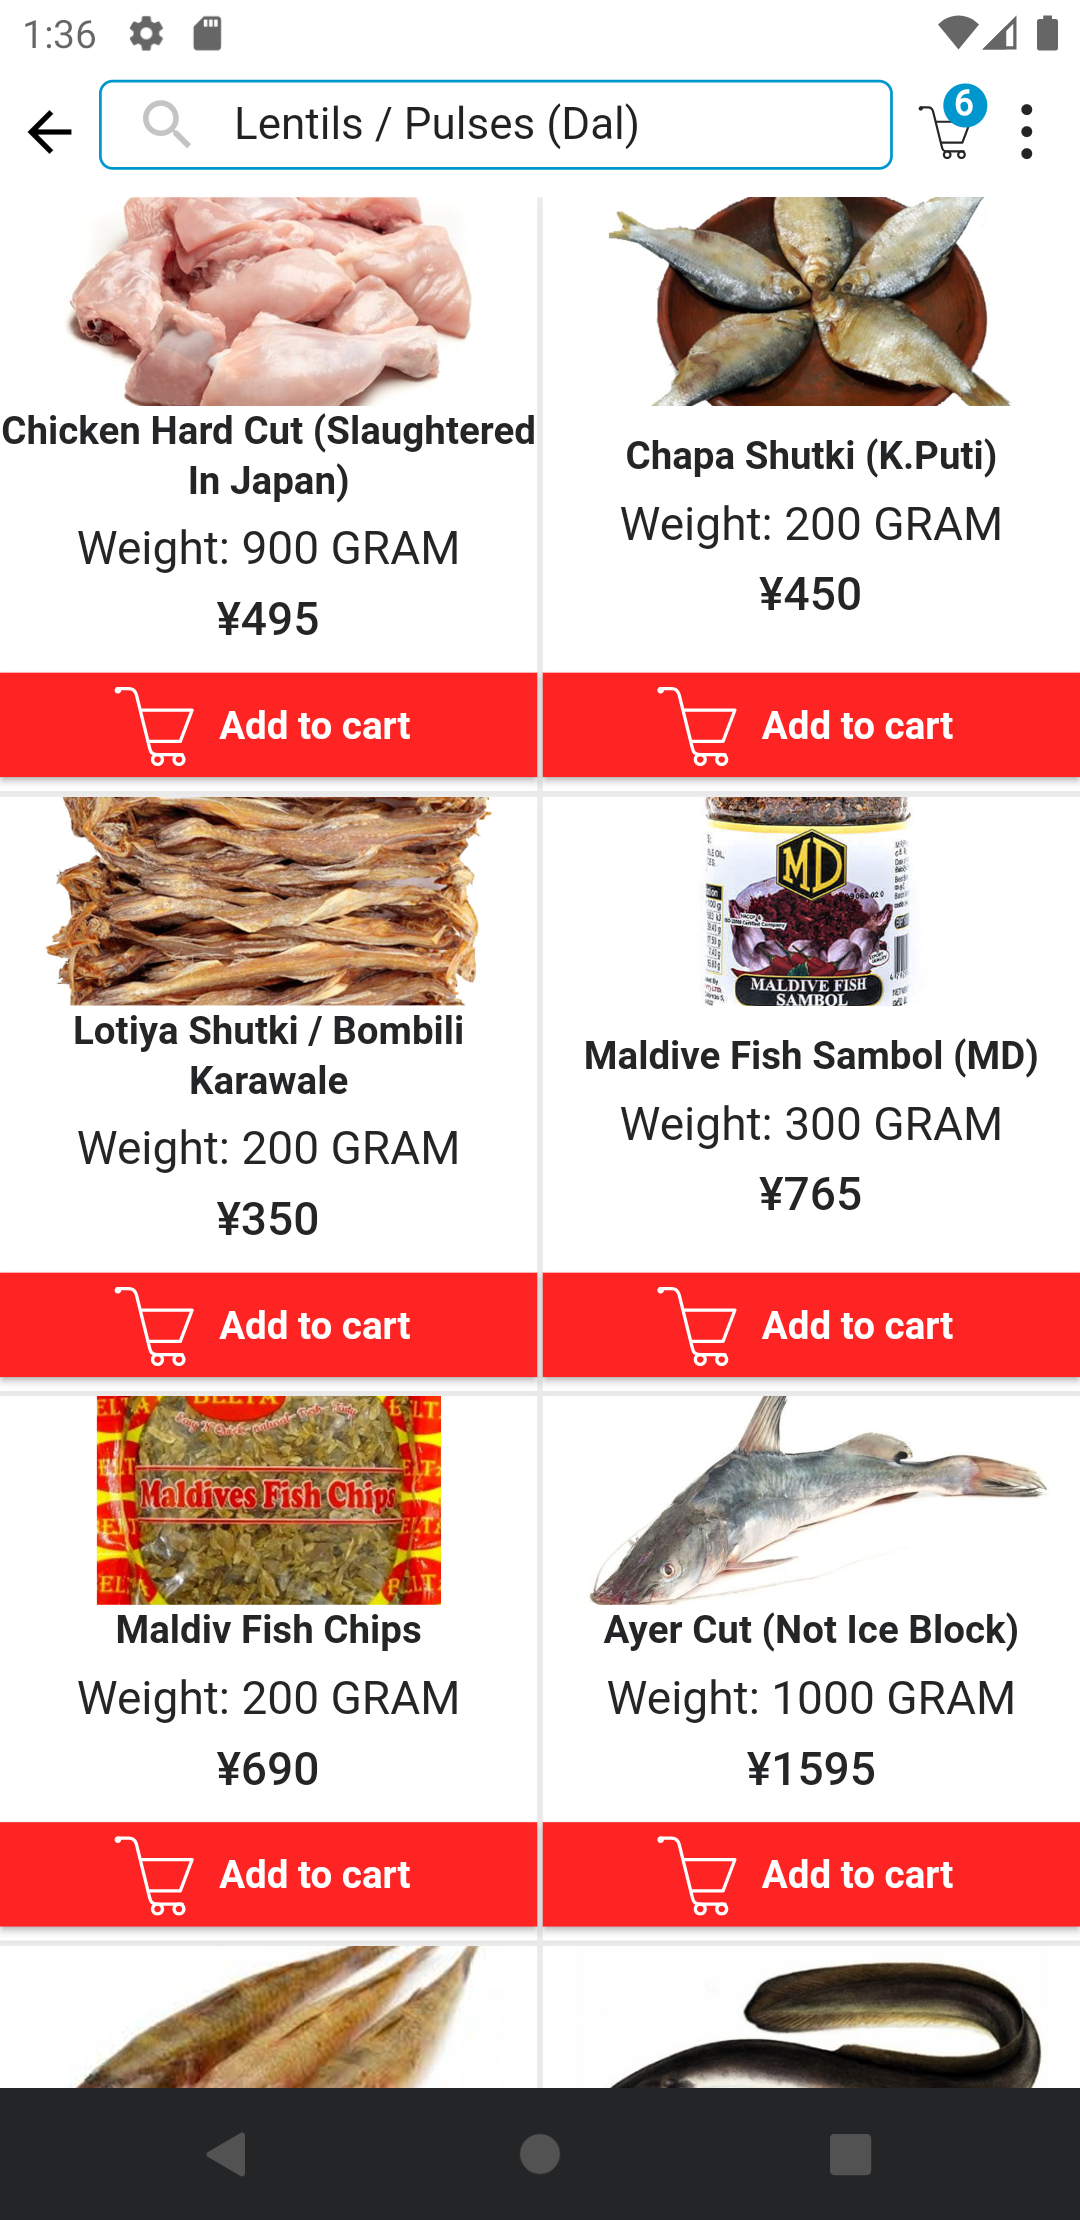 1:36
Lentils / Pulses (Dal)
6
Chicken Hard Cut (Slaughtered
In Japan)
Weight: 900 GRAM
¥495
Add to cart
Chapa Shutki (K.Puti)
Weight: 200 GRAM
¥450
Add to cart
Lotiya Shutki / Bombili
Karawale
Weight: 200 GRAM
¥350
Add to cart
MD
MALDIVE FISH
SAMBOL
Maldive Fish Sambol (MD)
Weight: 300 GRAM
¥765
Add to cart
Maldives Fish Chips
Maldiv Fish Chips
Weight: 200 GRAM
¥690
Add to cart
Ayer Cut (Not Ice Block)
Weight: 1000 GRAM
¥1595
Add to cart